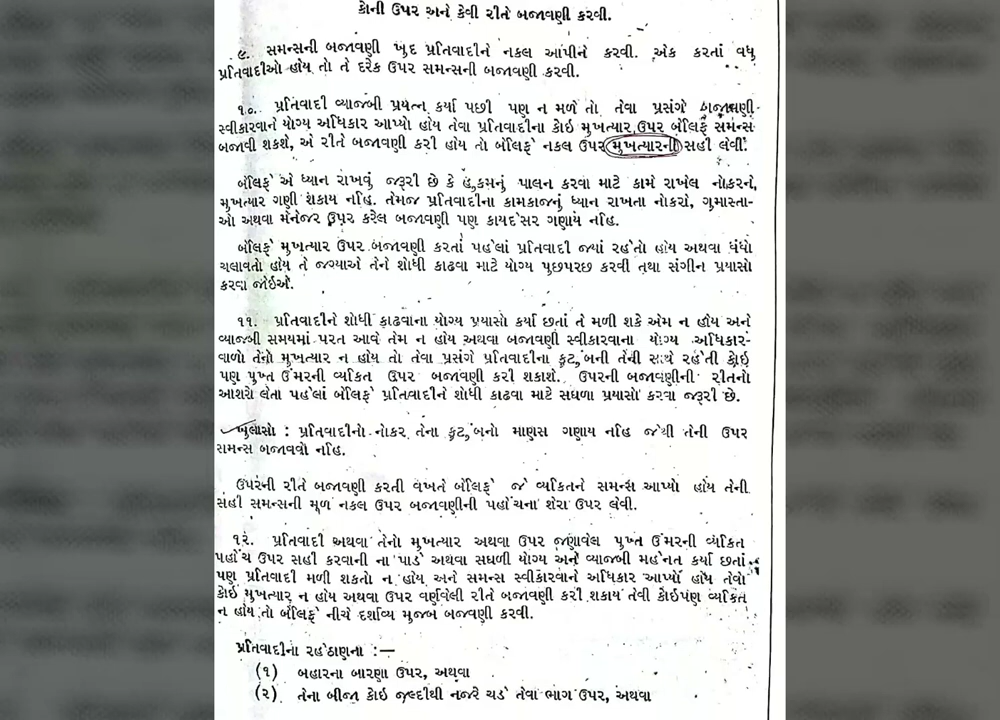 કોની ઉપર અને કેવી રીતે બજાવણી કરવી.
૯. સમન્સની બજાવણી ખુદ પ્રતિવાદીને નકલ આપીને કરવી. એક કરતાં વધુ
પ્રતિવાદીઓ હોય તો તે દરેક ઉપર સમન્સની બજાવણી કરવી.
૧૦. પ્રતિવાદી વ્યાજબી પ્રયત્ન કર્યા પછી પણ ન મળે તો તેવા પ્રસંગે બજાવણી
સ્વીકારવાને યોગ્ય અધિકાર આપ્યો હોય તેવા પ્રતિવાદીના કોઇ મુખત્યાર ઉપર બેલિફે સમન્સ
બજાવી શકશે, એ રીતે બજાવણી કરી હોય તો બેલિફે નકલ ઉપર મુખત્યારની સહી લેવી.
બેલિફે એ ધ્યાન રાખવું જરૂરી છે કે હુકમનું પાલન કરવા માટે કામે રાખેલ નોકરને,
મુખત્યાર ગણી શકાય નહિ. તેમજ પ્રતિવાદીના કામકાજનું ધ્યાન રાખતા નોકરો, ગુમાસ્તા-
ઓ અથવા મેનેજર ઉપર કરેલ બજાવણી પણ કાયદેસર ગણાય નહિ.
બેલિફે મુખત્યાર ઉપર બજાવણી કરતાં પહેલાં પ્રતિવાદી જ્યાં રહેતો હોય અથવા ધંધો
ચલાવતો હોય તે જગ્યાએ તેને શોધી કાઢવા માટે યોગ્ય પુછપરછ કરવી તથા સંગીન પ્રયાસો
કરવા જોઇએ.
૧૧. પ્રતિવાદીને શોધી કાઢવાના યોગ્ય પ્રયાસો કર્યા છતાં તે મળી શકે એમ ન હોય અને
વ્યાજબી સમયમાં પરત આવે તેમ ન હોય અથવા બજાવણી સ્વીકારવાના યોગ્ય અધિકાર-
વાળો તેનો મુખત્યાર ન હોય તો તેવા પ્રસંગે પ્રતિવાદીના કુટુંબની તેની સાથે રહેતી કોઇ
પણ પુખ્ત ઉંમરની વ્યકિત ઉપર બજાવણી કરી શકાશે. ઉપરની બજાવણીની રીતનો
આશરો લેતા પહેલાં બેલિફે પ્રતિવાદીને શોધી કાઢવા માટે સઘળા પ્રયાસો કરવા જરૂરી છે.
ખુલાસો : પ્રતિવાદીનો નોકર તેના કુટુંબનો માણસ ગણાય નહિ જેથી તેની ઉપર
સમન્સ બજાવવો નહિ.
ઉપરની રીતે બજાવણી કરતી વખતે બેલિફે જે વ્યકિતને સમન્સ આપ્યો હોય તેની
સહી સમન્સની મૂળ નકલ ઉપર બજાવણીની પહોંચના શેરા ઉપર લેવી.
૧૨. પ્રતિવાદી અથવા તેનો મુખત્યાર અથવા ઉપર જણાવેલ પુખ્ત ઉંમરની વ્યકિત
પહોંચ ઉપર સહી કરવાની ના પાડે અથવા સઘળી યોગ્ય અને વ્યાજબી મહેનત કર્યા છતાં
પણ પ્રતિવાદી મળી શકતો ન હોય અને સમન્સ સ્વીકારવાને અધિકાર આપ્યો હોય તેવો
કોઇ મુખત્યાર ન હોય અથવા ઉપર વર્ણવેલી રીતે બજાવણી કરી શકાય તેવી કોઇપણ વ્યકિત
ન હોય તો બેલિફે નીચે દર્શાવ્ય મુજબ બજવણી કરવી.
પ્રતિવાદીના રહેઠાણના :—
(૧) બહારના બારણા ઉપર, અથવા
(૨) તેના બીજા કોઇ જલ્દીથી નજરે ચડે તેવા ભાગ ઉપર, અથવા